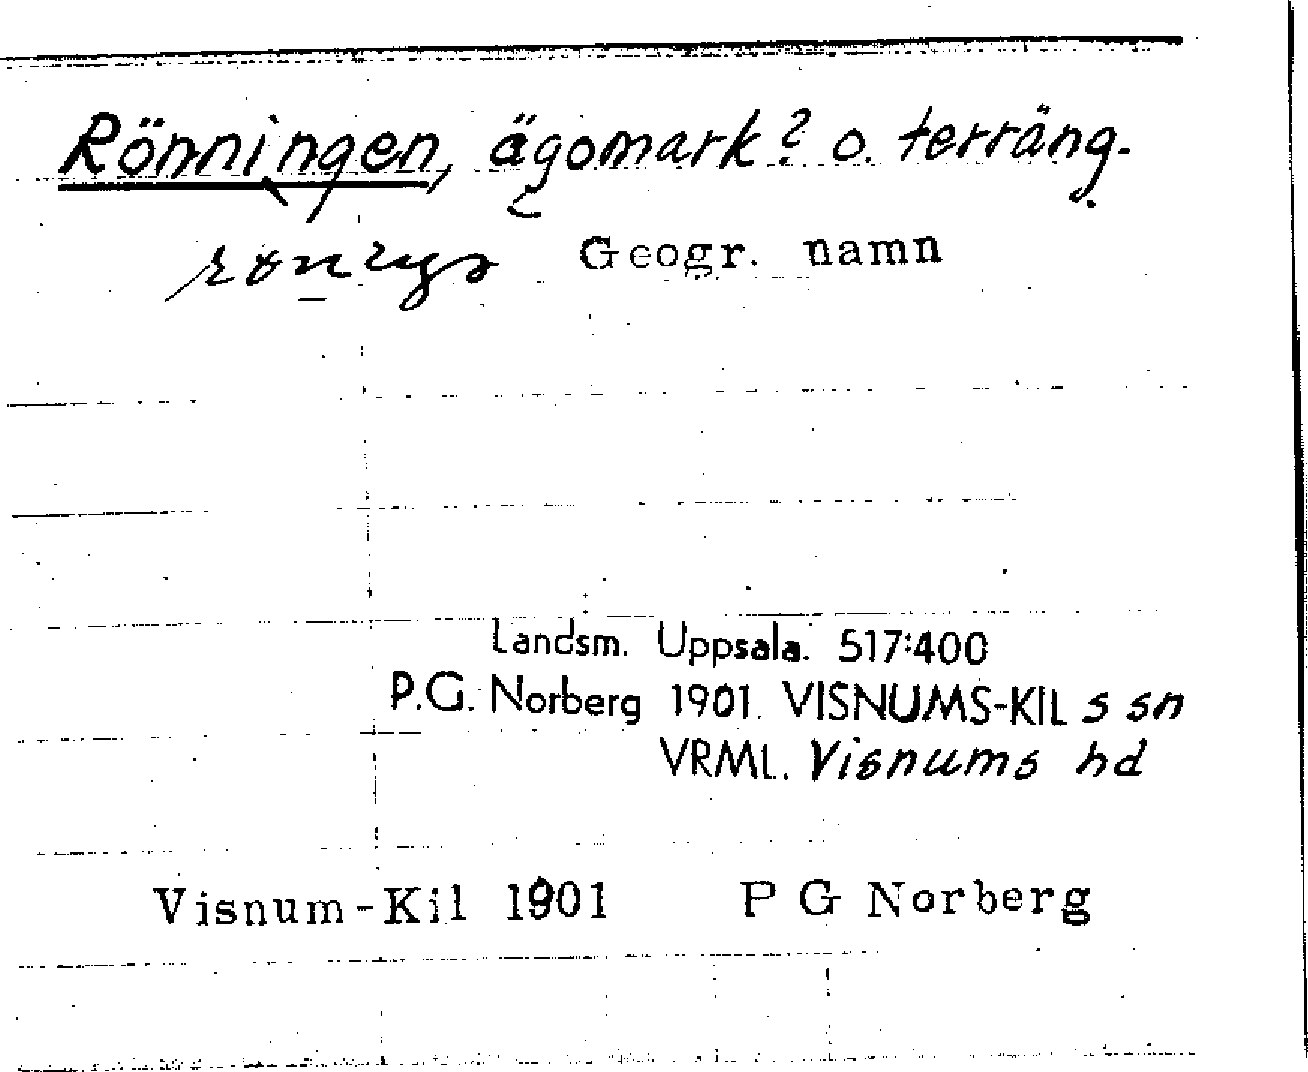 Rönningen, ägomark? o. terräng.
Geogr. namn
Landsm. Uppsala. 517:400
P.G. Norberg 1901. VISNUMS-KIL s sn
VRML. Visnums hd
Visnum-Kil 1901 P G Norberg